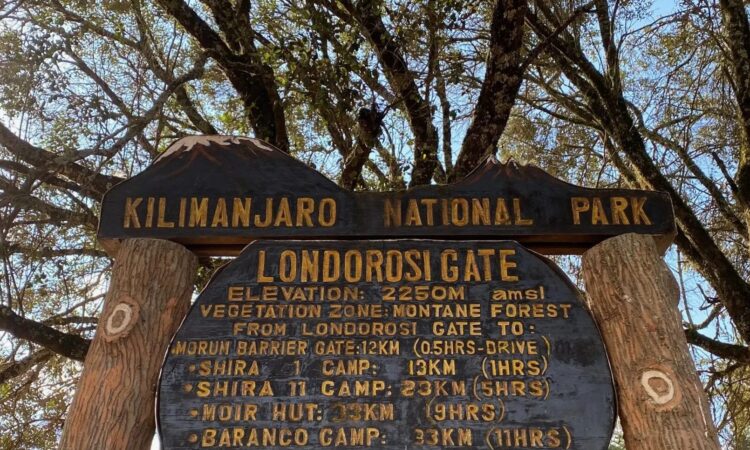 KILIMANJARO NATIONAL PARK
LONDOROSI GATE
ELEVATION: 2250M amsl
VEGETATION ZONE: MONTANE FOREST
FROM LONDOROSI GATE TO:
MORUM BARRIER GATE: 12KM (0.5HRS-DRIVE)
•SHIRA 1 CAMP: 13KM (1HRS)
•SHIRA 11 CAMP: 23KM (5HRS)
•MOIR HUT: 33KM (9HRS)
•BARANCO CAMP: 33KM (11HRS)